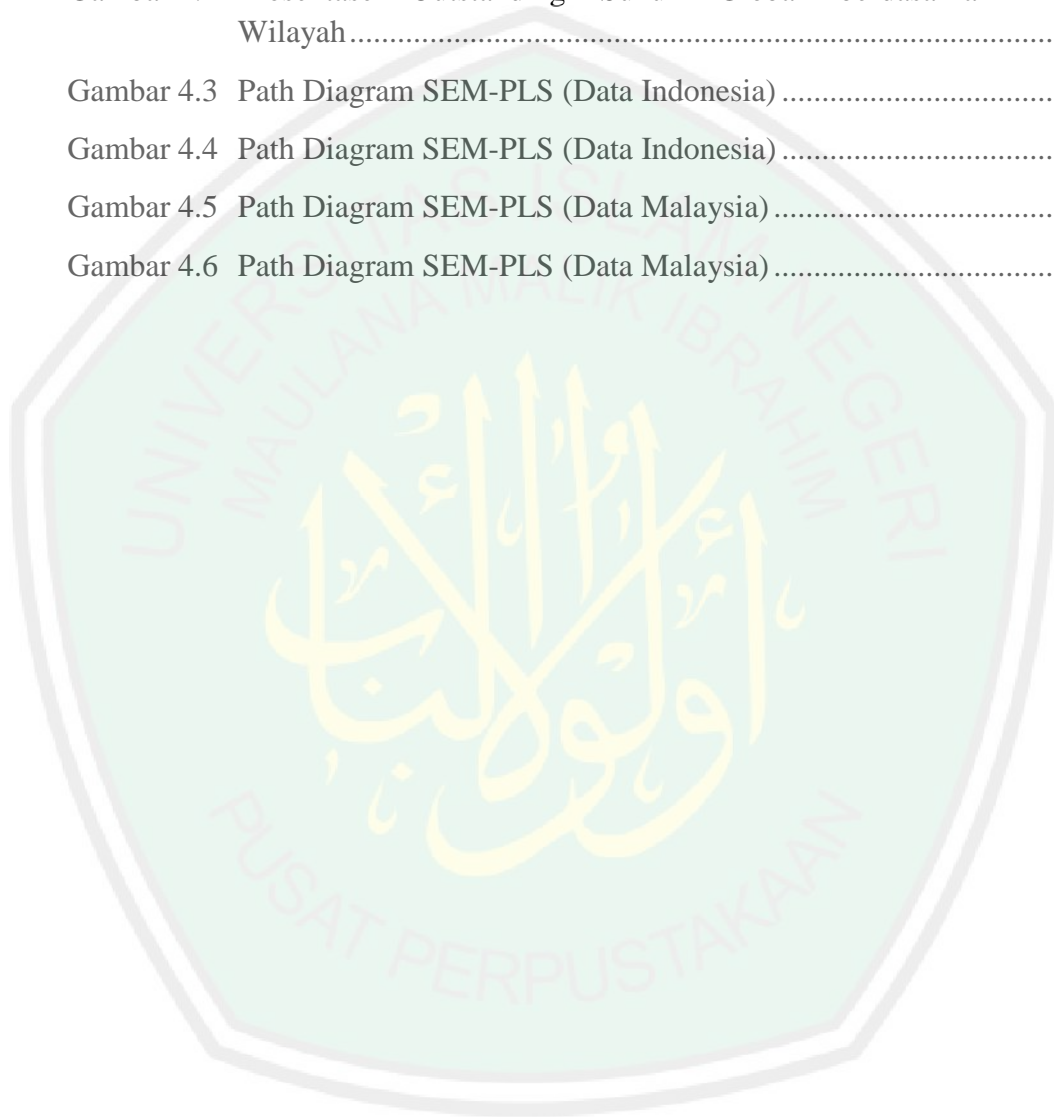 Wilayah....................................................................................
Gambar 4.3 Path Diagram SEM-PLS (Data Indonesia) ..................................
Gambar 4.4 Path Diagram SEM-PLS (Data Indonesia) ..................................
Gambar 4.5 Path Diagram SEM-PLS (Data Malaysia) ...................................
Gambar 4.6 Path Diagram SEM-PLS (Data Malaysia) ...................................
UNIVERSITAS ISLAM NEGERI
MAULANA MALIK IBRAHIM
أولوا الألباب
PUSAT PERPUSTAKAAN